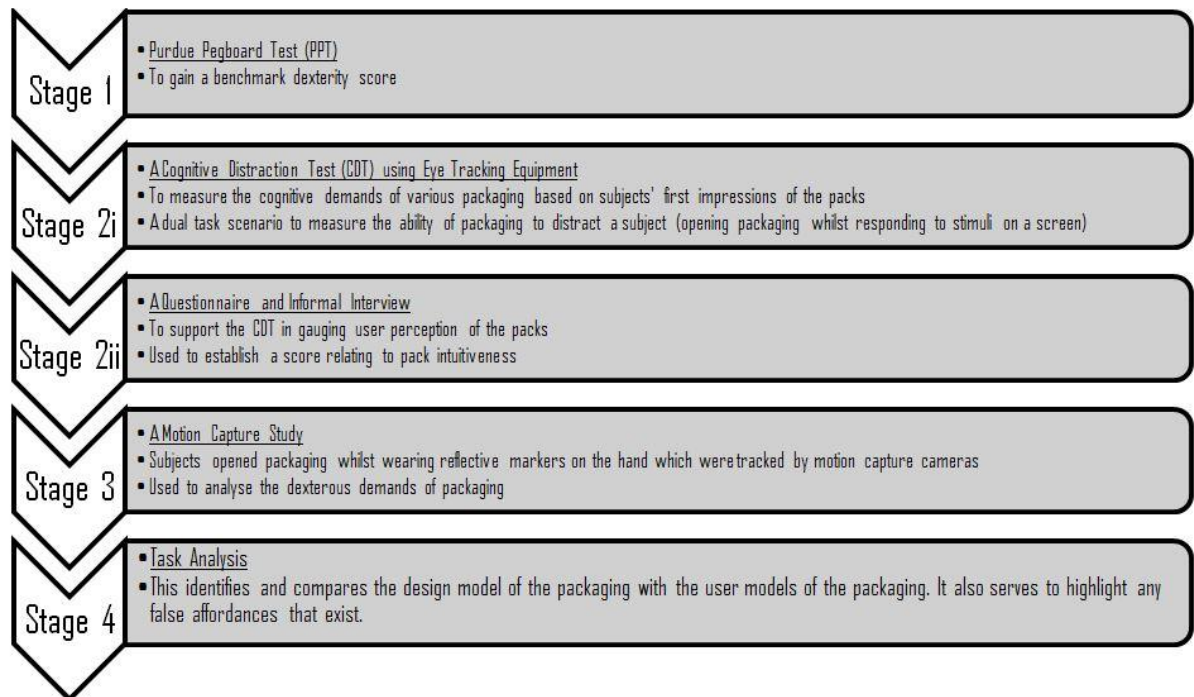 Stage 1
• Purdue Pegboard Test (PPT)
• To gain a benchmark dexterity score
Stage 2i
• A Cognitive Distraction Test (CDT) using Eye Tracking Equipment
• To measure the cognitive demands of various packaging based on subjects' first impressions of the packs
• A dual task scenario to measure the ability of packaging to distract a subject (opening packaging whilst responding to stimuli on a screen)
Stage 2ii
• A Questionnaire and Informal Interview
• To support the CDT in gauging user perception of the packs
• Used to establish a score relating to pack intuitiveness
Stage 3
• A Motion Capture Study
• Subjects opened packaging whilst wearing reflective markers on the hand which were tracked by motion capture cameras
• Used to analyse the dexterous demands of packaging
Stage 4
• Task Analysis
• This identifies and compares the design model of the packaging with the user models of the packaging. It also serves to highlight any
false affordances that exist.